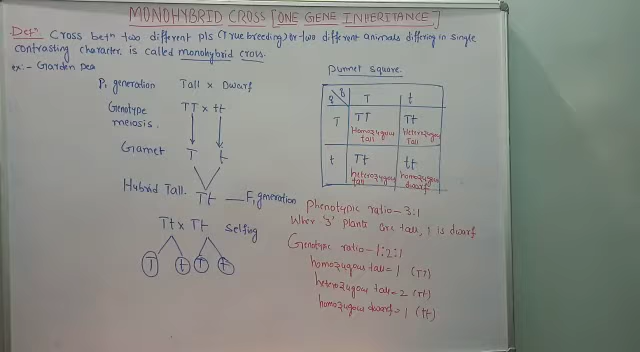 MONOHYBRID CROSS [ONE GENE INHERITANCE]
Defn Cross betn two different pls (True breeding) or two different animals differing in single
contrasting character, is called monohybrid cross.
ex:- Garden pea
P1 generation Tall x Dwarf
Genotype TT x tt
meiosis.
Gamet T t
Hybrid Tall. Tt — F1 generation
Tt x Tt Selfing
T t T t
punnet square.
T t
T TT Tt
Homozygous Heterozygous
tall Tall
t Tt tt
heterozygous homozygous
tall dwarf
phenotypic ratio - 3:1
Where '3' plants are tall, 1 is dwarf
Genotypic ratio - 1:2:1
homozygous tall = 1 (TT)
heterozygous tall = 2 (Tt)
homozygous dwarf = 1 (tt)